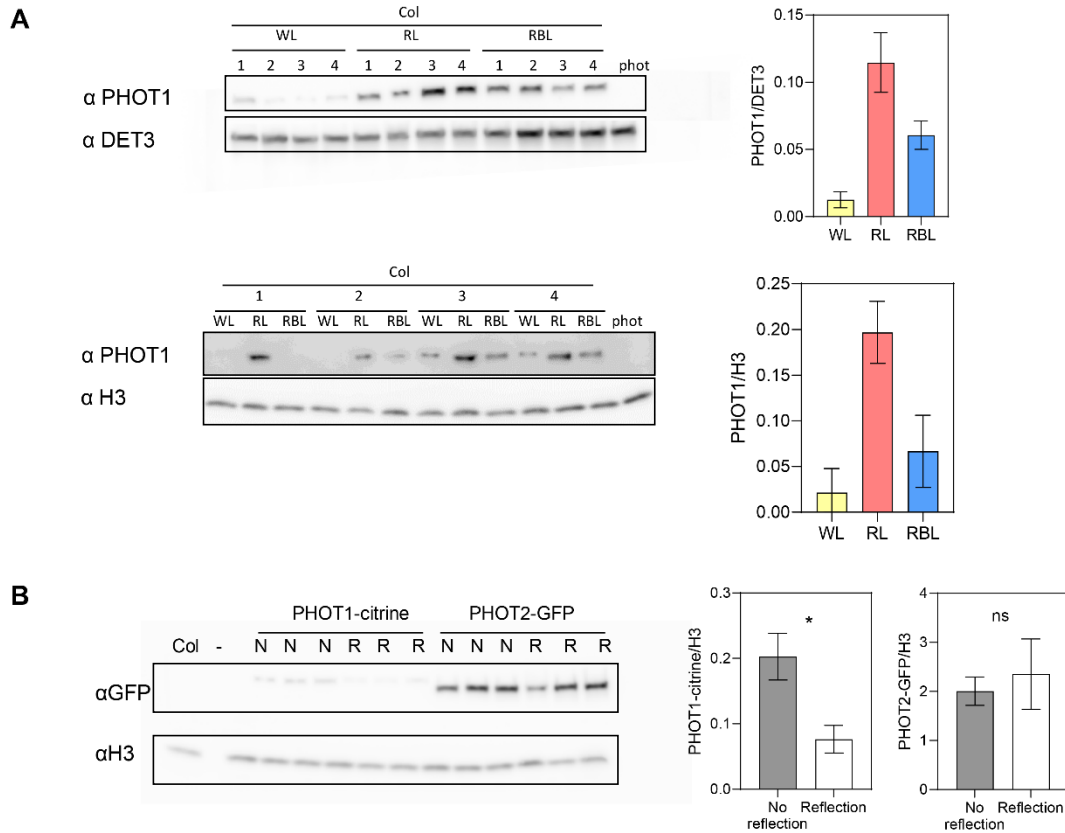 A
Col
WL RL RBL
1 2 3 4 1 2 3 4 1 2 3 4 phot
α PHOT1
α DET3
PHOT1/DET3
0.15
0.10
0.05
0.00
WL RL RBL
Col
1 2 3 4
WL RL RBL WL RL RBL WL RL RBL WL RL RBL phot
α PHOT1
α H3
PHOT1/H3
0.25
0.20
0.15
0.10
0.05
0.00
WL RL RBL
B
PHOT1-citrine PHOT2-GFP
Col - N N N R R R N N N R R R
αGFP
αH3
PHOT1-citrine/H3
0.3
0.2
0.1
0.0
*
No reflection
Reflection
PHOT2-GFP/H3
4
3
2
1
0
ns
No reflection
Reflection